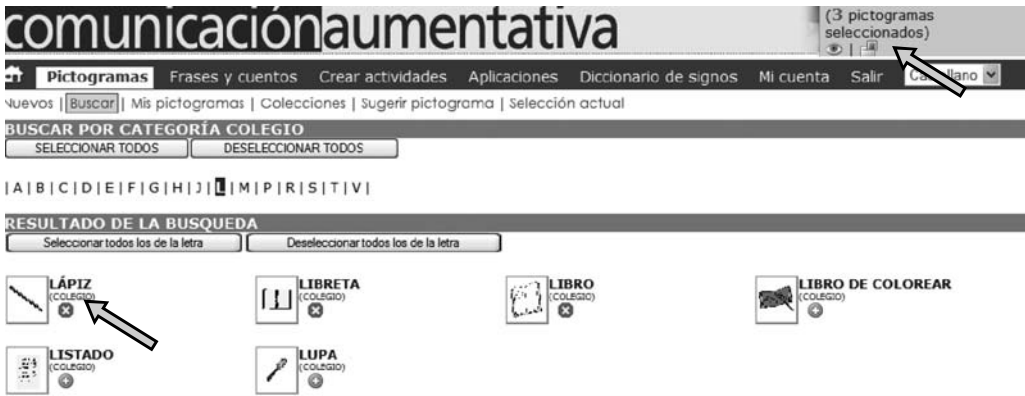 comunicaciónaumentativa
(3 pictogramas
seleccionados)
Pictogramas Frases y cuentos Crear actividades Aplicaciones Diccionario de signos Mi cuenta Salir
Nuevos | Buscar | Mis pictogramas | Colecciones | Sugerir pictograma | Selección actual
BUSCAR POR CATEGORÍA COLEGIO
SELECCIONAR TODOS DESELECCIONAR TODOS
| A | B | C | D | E | F | G | H | J | L | M | P | R | S | T | V |
RESULTADO DE LA BUSQUEDA
Seleccionar todos los de la letra Deseleccionar todos los de la letra
LÁPIZ LIBRETA LIBRO LIBRO DE COLOREAR
(COLEGIO) (COLEGIO) (COLEGIO) (COLEGIO)
LISTADO LUPA
(COLEGIO) (COLEGIO)